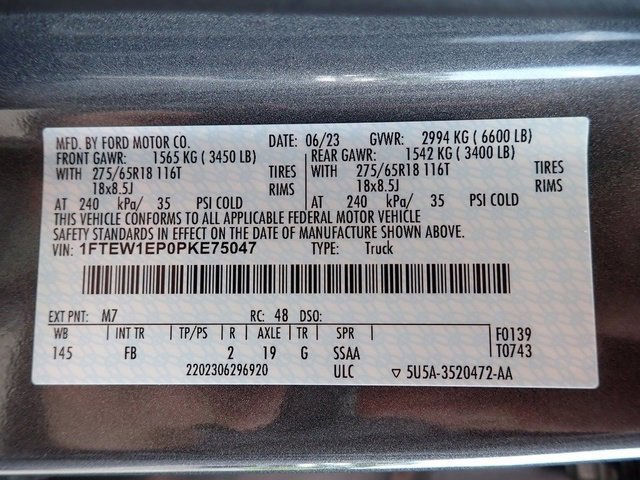 MFD. BY FORD MOTOR CO. DATE: 06/23 GVWR: 2994 KG ( 6600 LB)
FRONT GAWR: 1565 KG ( 3450 LB) REAR GAWR: 1542 KG ( 3400 LB)
WITH 275/65R18 116T TIRES WITH 275/65R18 116T TIRES
18x8.5J RIMS 18x8.5J RIMS
AT 240 kPa/ 35 PSI COLD AT 240 kPa/ 35 PSI COLD
THIS VEHICLE CONFORMS TO ALL APPLICABLE FEDERAL MOTOR VEHICLE
SAFETY STANDARDS IN EFFECT ON THE DATE OF MANUFACTURE SHOWN ABOVE.
VIN: 1FTEW1EP0PKE75047 TYPE: Truck
EXT PNT: M7 RC: 48 DSO:
WB INT TR TP/PS R AXLE TR SPR F0139
145 FB 2 19 G SSAA T0743
2202306296920 ULC ▽ 5U5A-3520472-AA